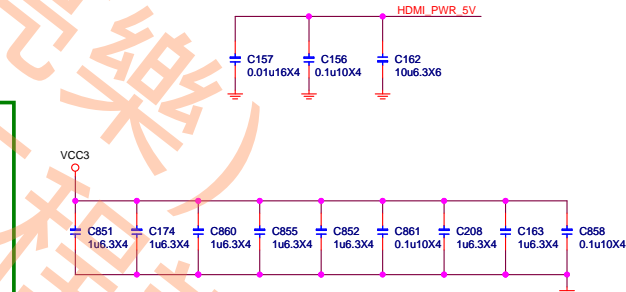 HDMI_PWR_5V
C157
0.01u16X4
C156
0.1u10X4
C162
10u6.3X6
VCC3
C851
1u6.3X4
C174
1u6.3X4
C860
1u6.3X4
C855
1u6.3X4
C852
1u6.3X4
C861
0.1u10X4
C208
1u6.3X4
C163
1u6.3X4
C858
0.1u10X4
樂)
程